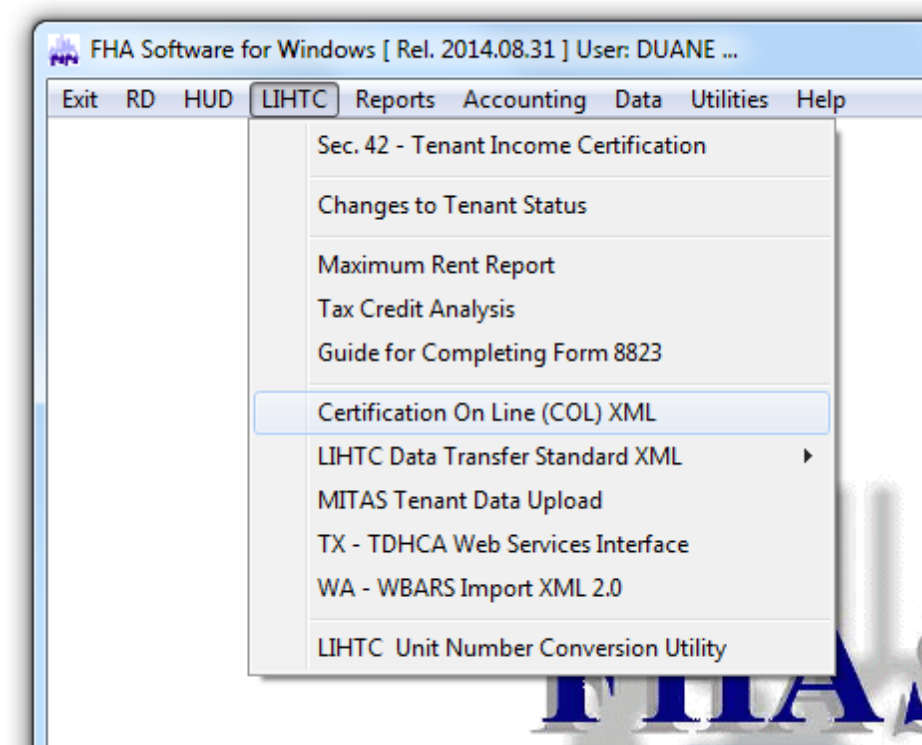 FHA Software for Windows [ Rel. 2014.08.31 ] User: DUANE ...
Exit RD HUD LIHTC Reports Accounting Data Utilities Help
Sec. 42 - Tenant Income Certification
Changes to Tenant Status
Maximum Rent Report
Tax Credit Analysis
Guide for Completing Form 8823
Certification On Line (COL) XML
LIHTC Data Transfer Standard XML
MITAS Tenant Data Upload
TX - TDHCA Web Services Interface
WA - WBARS Import XML 2.0
LIHTC  Unit Number Conversion Utility
FHA